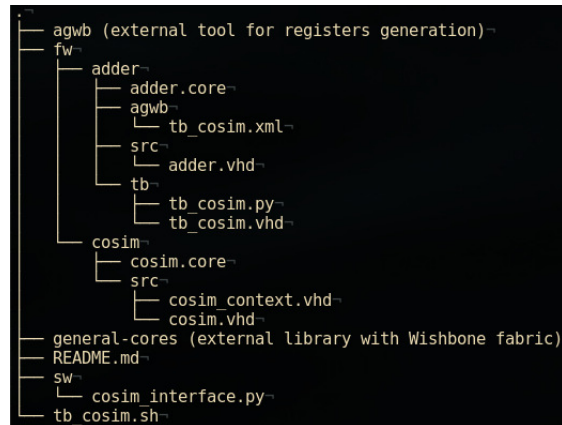 .¬
├── agwb (external tool for registers generation)¬
├── fw¬
│   ├── adder¬
│   │   ├── adder.core¬
│   │   ├── agwb¬
│   │   │   └── tb_cosim.xml¬
│   │   ├── src¬
│   │   │   └── adder.vhd¬
│   │   └── tb¬
│   │       ├── tb_cosim.py¬
│   │       └── tb_cosim.vhd¬
│   └── cosim¬
│       ├── cosim.core¬
│       └── src¬
│           ├── cosim_context.vhd¬
│           └── cosim.vhd¬
├── general-cores (external library with Wishbone fabric)¬
├── README.md¬
├── sw¬
│   └── cosim_interface.py¬
└── tb_cosim.sh¬